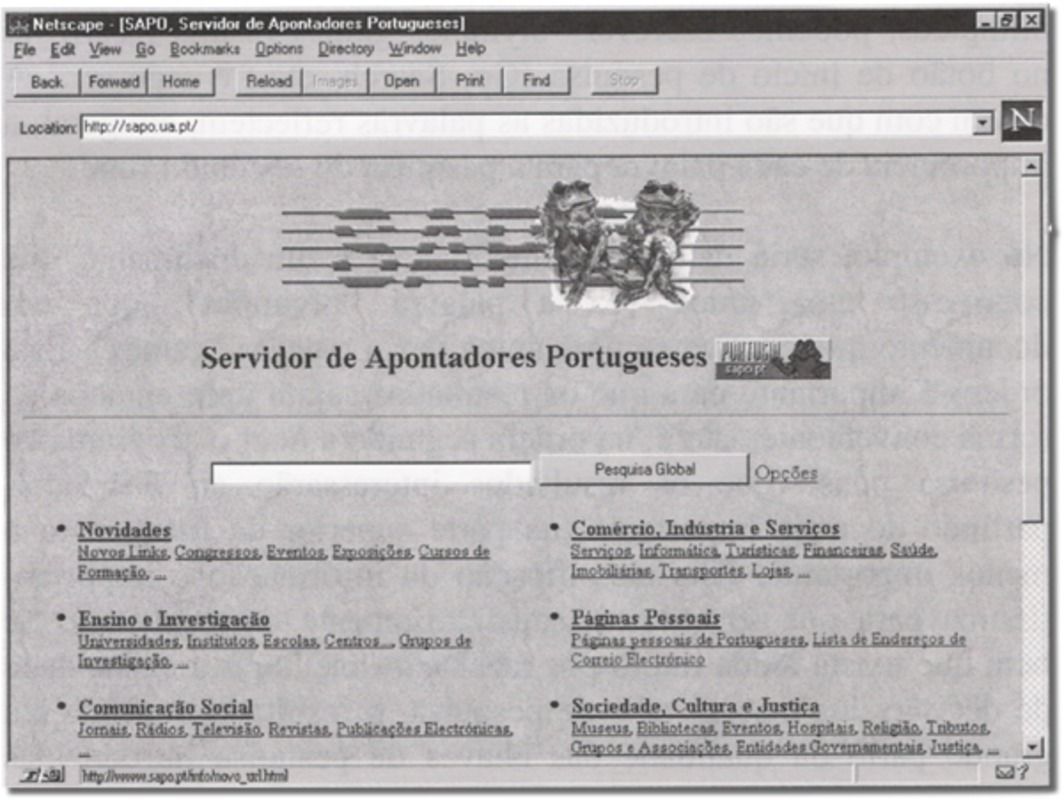 Netscape - [SAPO, Servidor de Apontadores Portugueses]
File Edit View Go Bookmarks Options Directory Window Help
Back Forward Home Reload Images Open Print Find Stop
Location: http://sapo.ua.pt/
N
SAPO
Servidor de Apontadores Portugueses
PORTUGAL
sapo.pt
Pesquisa Global Opções
Novidades
Novos Links, Congressos, Eventos, Exposições, Cursos de
Formação, ...
Ensino e Investigação
Universidades, Institutos, Escolas, Centros..., Grupos de
Investigação, ...
Comunicação Social
Jornais, Rádios, Televisão, Revistas, Publicações Electrónicas,
...
Comércio, Indústria e Serviços
Serviços, Informática, Turísticas, Financeiras, Saúde,
Imobiliárias, Transportes, Lojas, ...
Páginas Pessoais
Páginas pessoais de Portugueses, Lista de Endereços de
Correio Electrónico
Sociedade, Cultura e Justiça
Museus, Bibliotecas, Eventos, Hospitais, Religião, Tributos,
Grupos e Associações, Entidades Governamentais, Justiça, ...
http://www.sapo.pt/info/novo_url.html